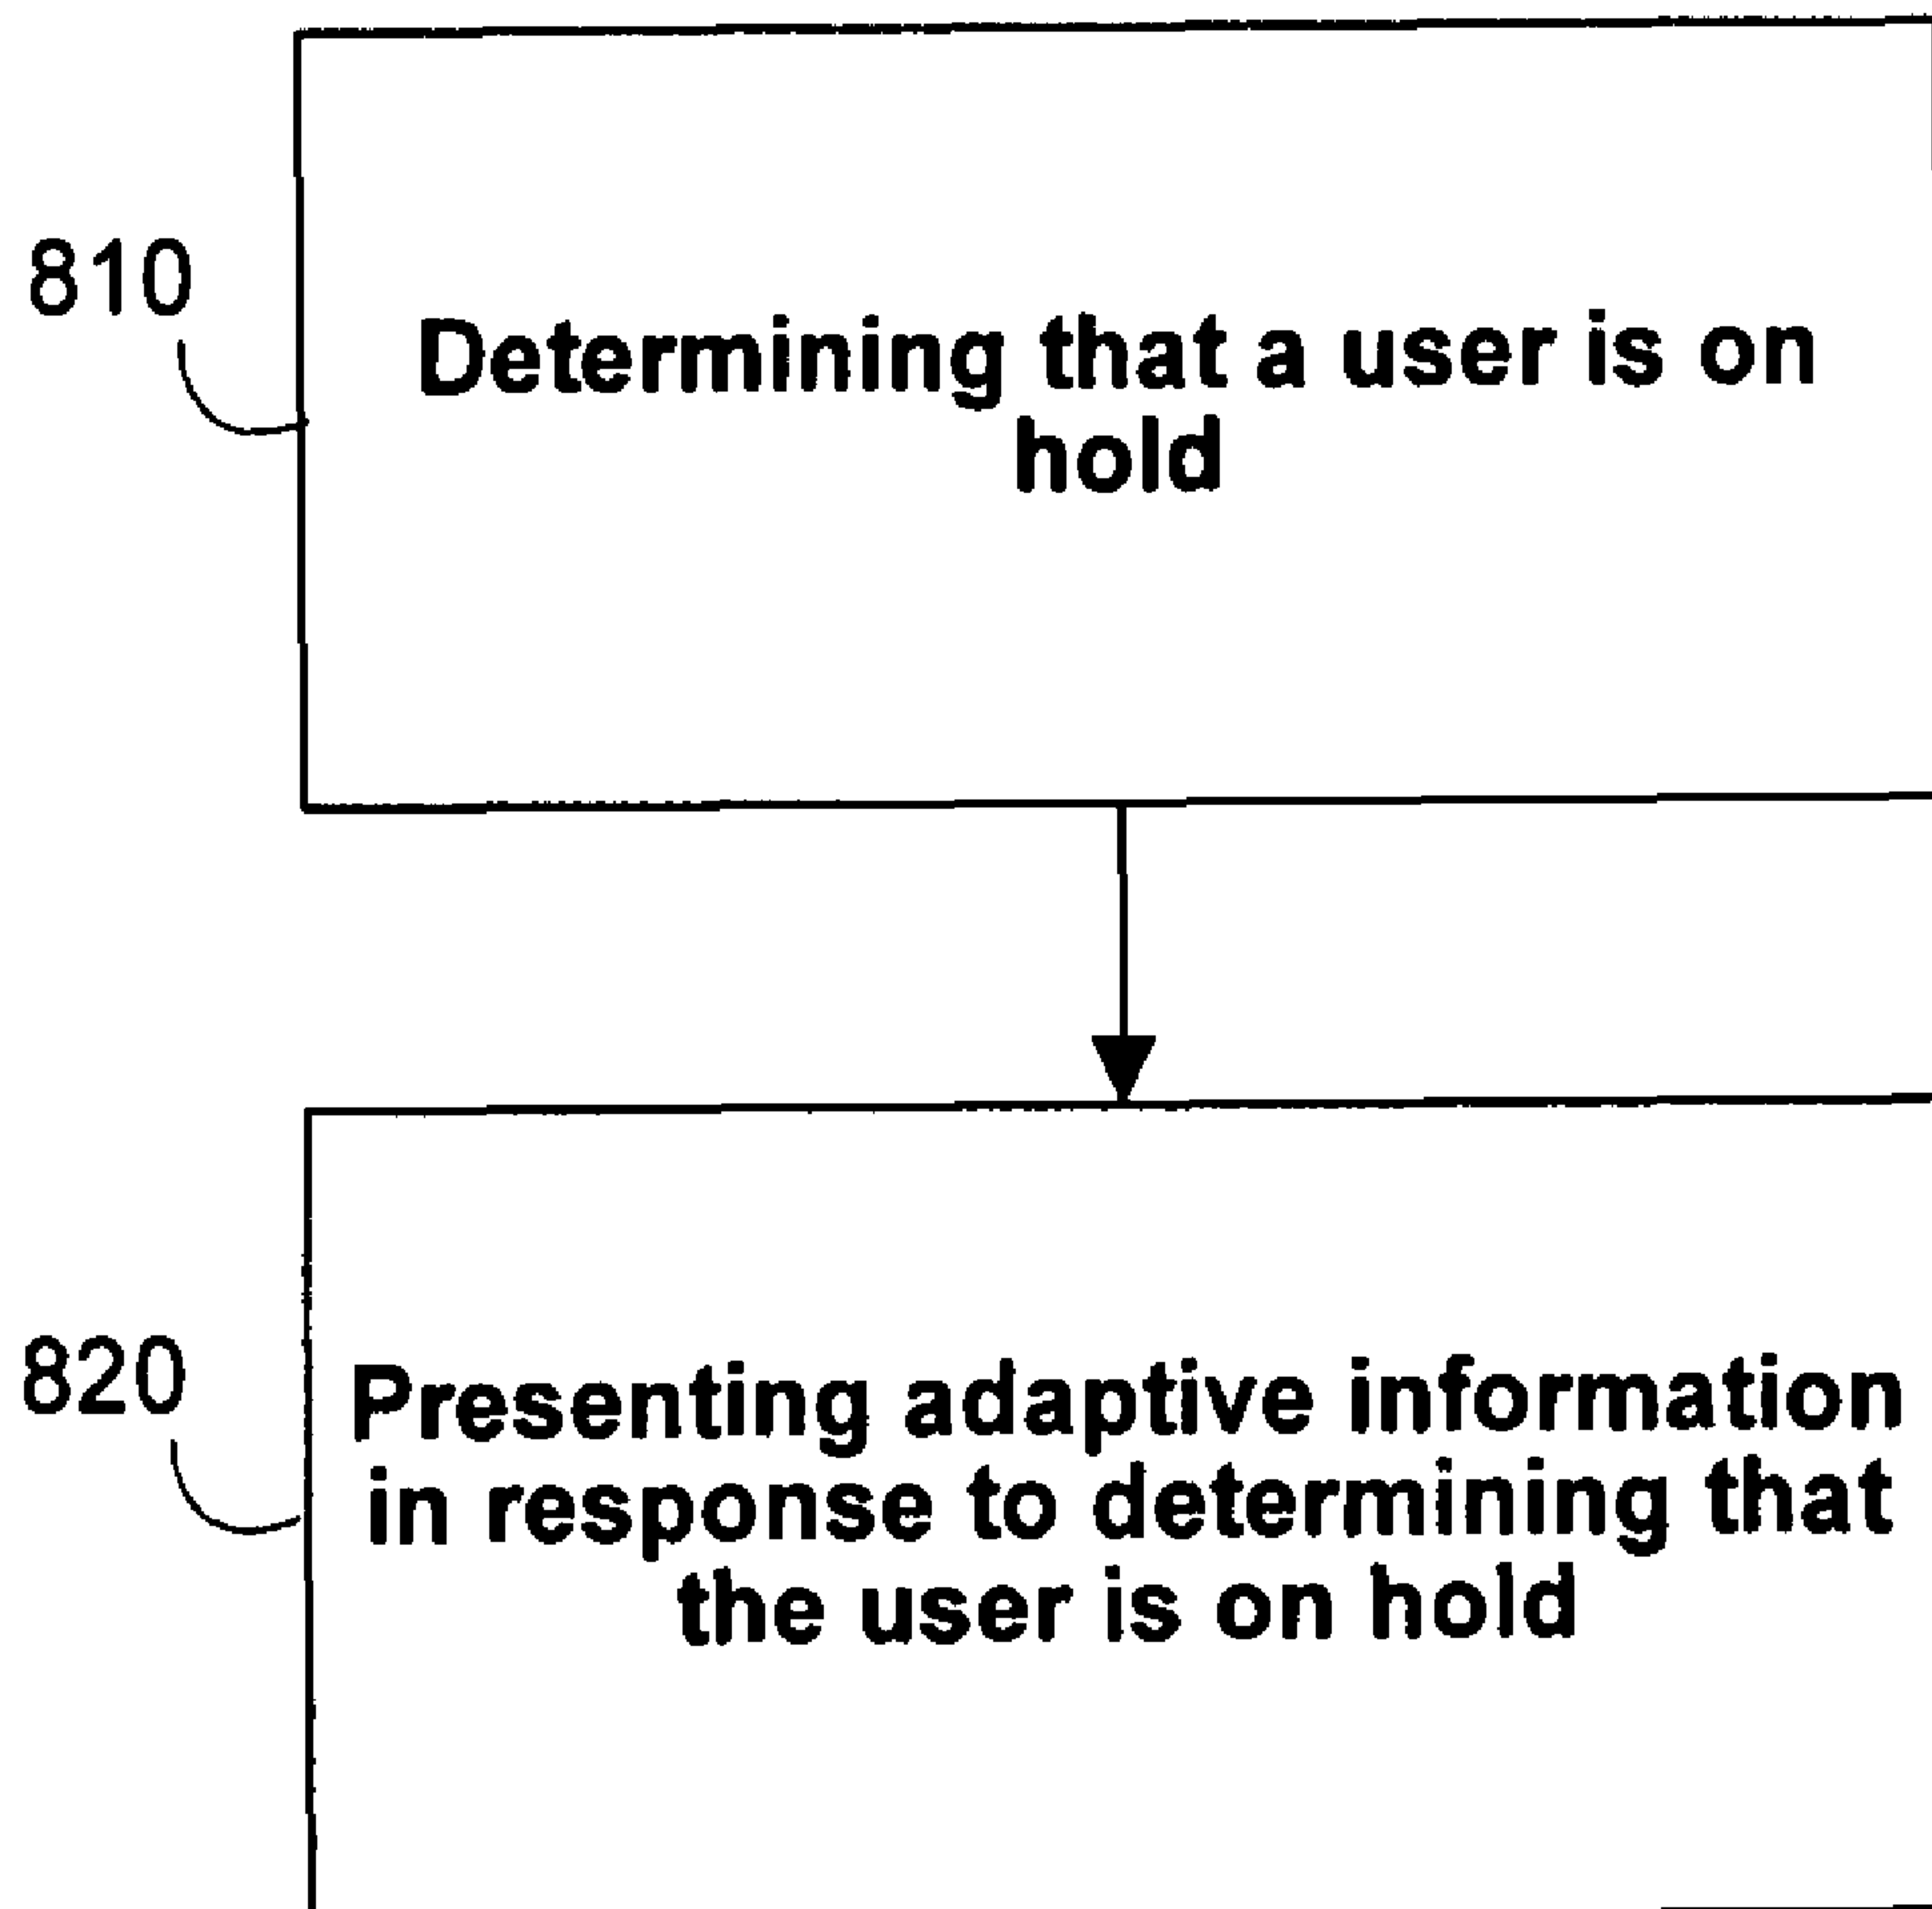 810
Determining that a user is on
hold
820
Presenting adaptive information
in response to determining that
the user is on hold